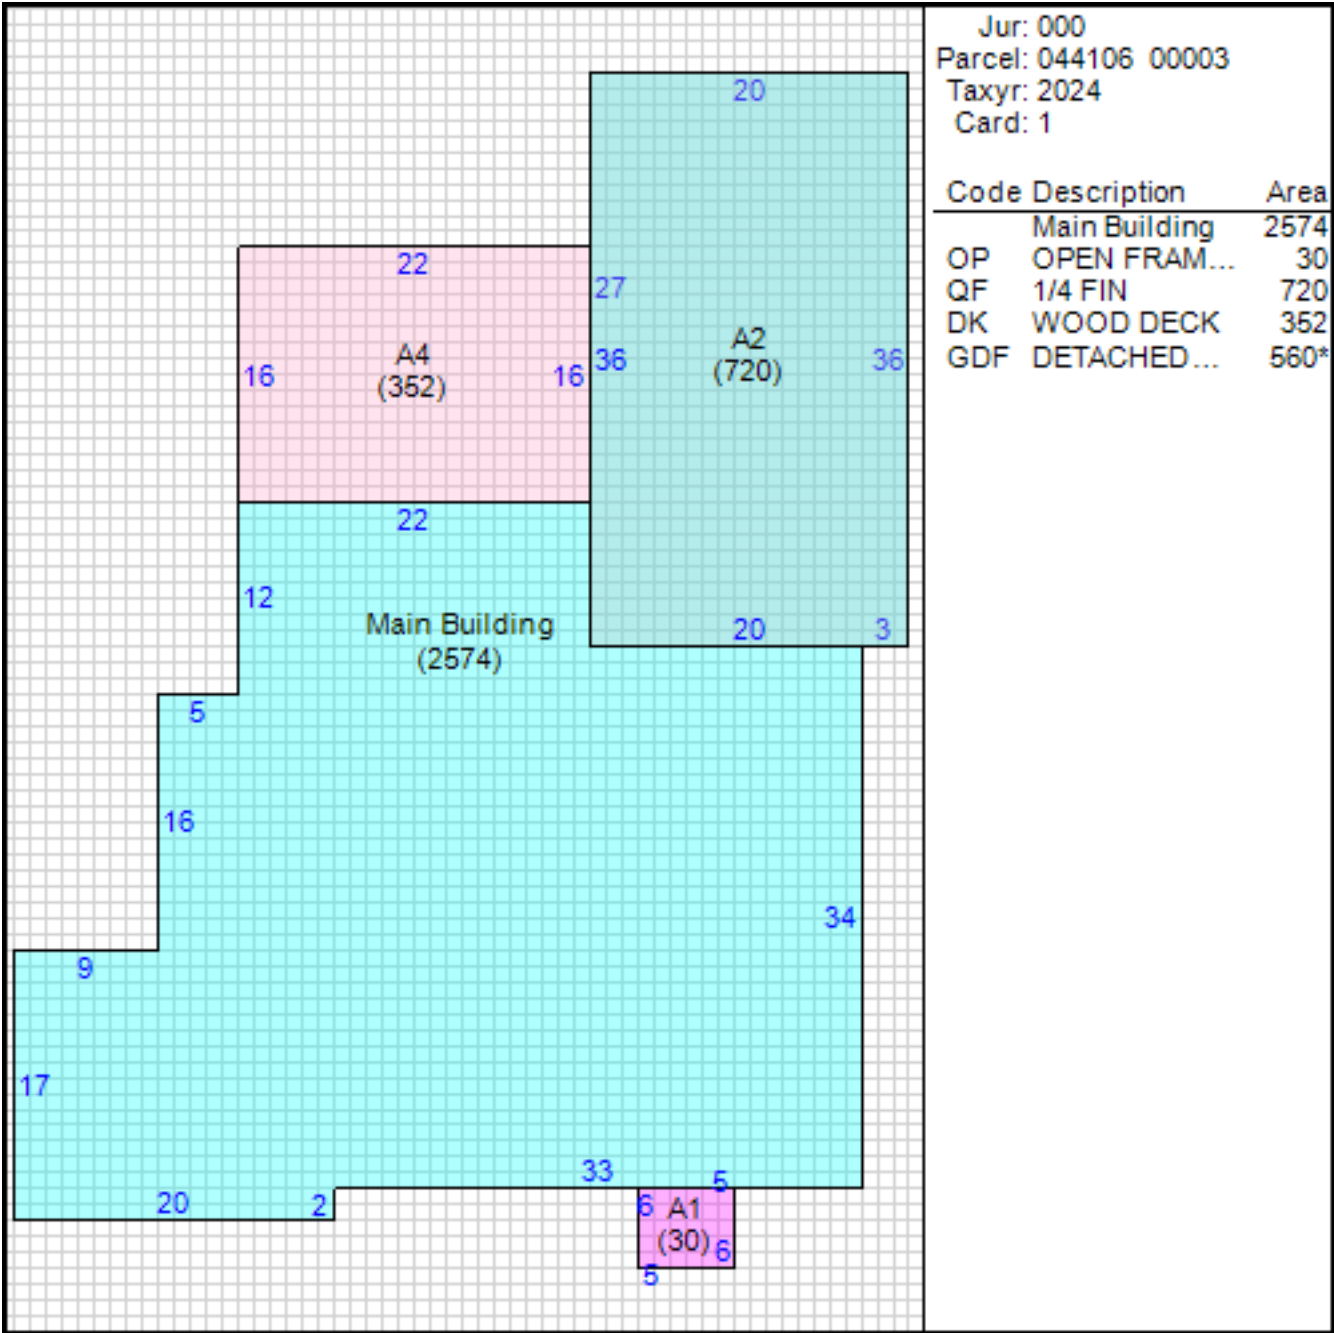 Jur: 000
Parcel: 044106 00003
Taxyr: 2024
Card: 1
Code Description Area
Main Building 2574
OP OPEN FRAM... 30
QF 1/4 FIN 720
DK WOOD DECK 352
GDF DETACHED... 560*
20
22
27
A2
(720)
36
36
A4
(352)
16
16
22
12
Main Building
(2574)
20
3
5
16
34
9
17
33
5
20
2
6
A1
(30)
6
5